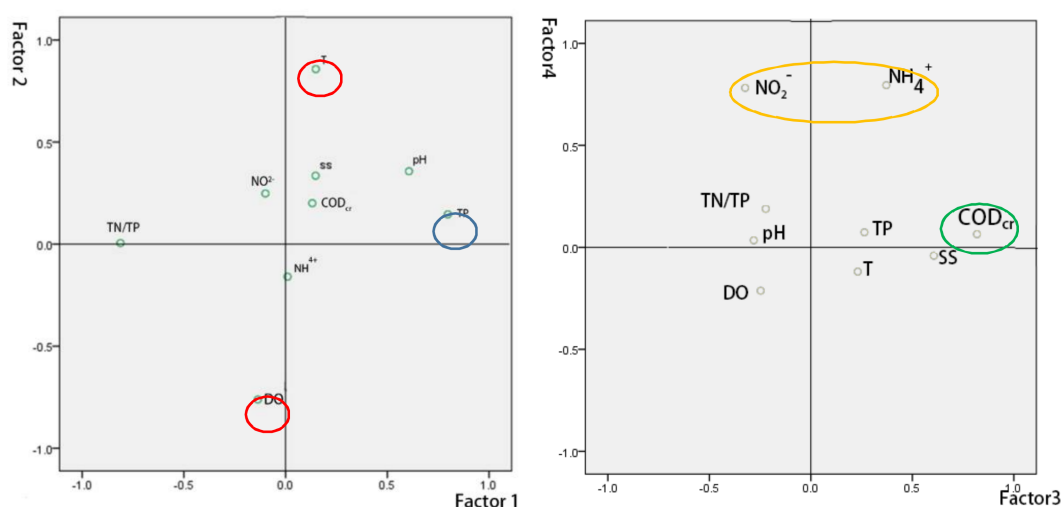 Factor 2
1.0
0.5
0.0
-0.5
-1.0
T
SS
pH
NO²⁻
CODcr
TP
TN/TP
NH⁴⁺
DO
-1.0 -0.5 0.0 0.5 1.0
Factor 1
Factor4
1.0
0.5
0.0
-0.5
-1.0
NO₂⁻
NH₄⁺
TN/TP
pH
TP
CODcr
SS
T
DO
-1.0 -0.5 0.0 0.5 1.0
Factor3